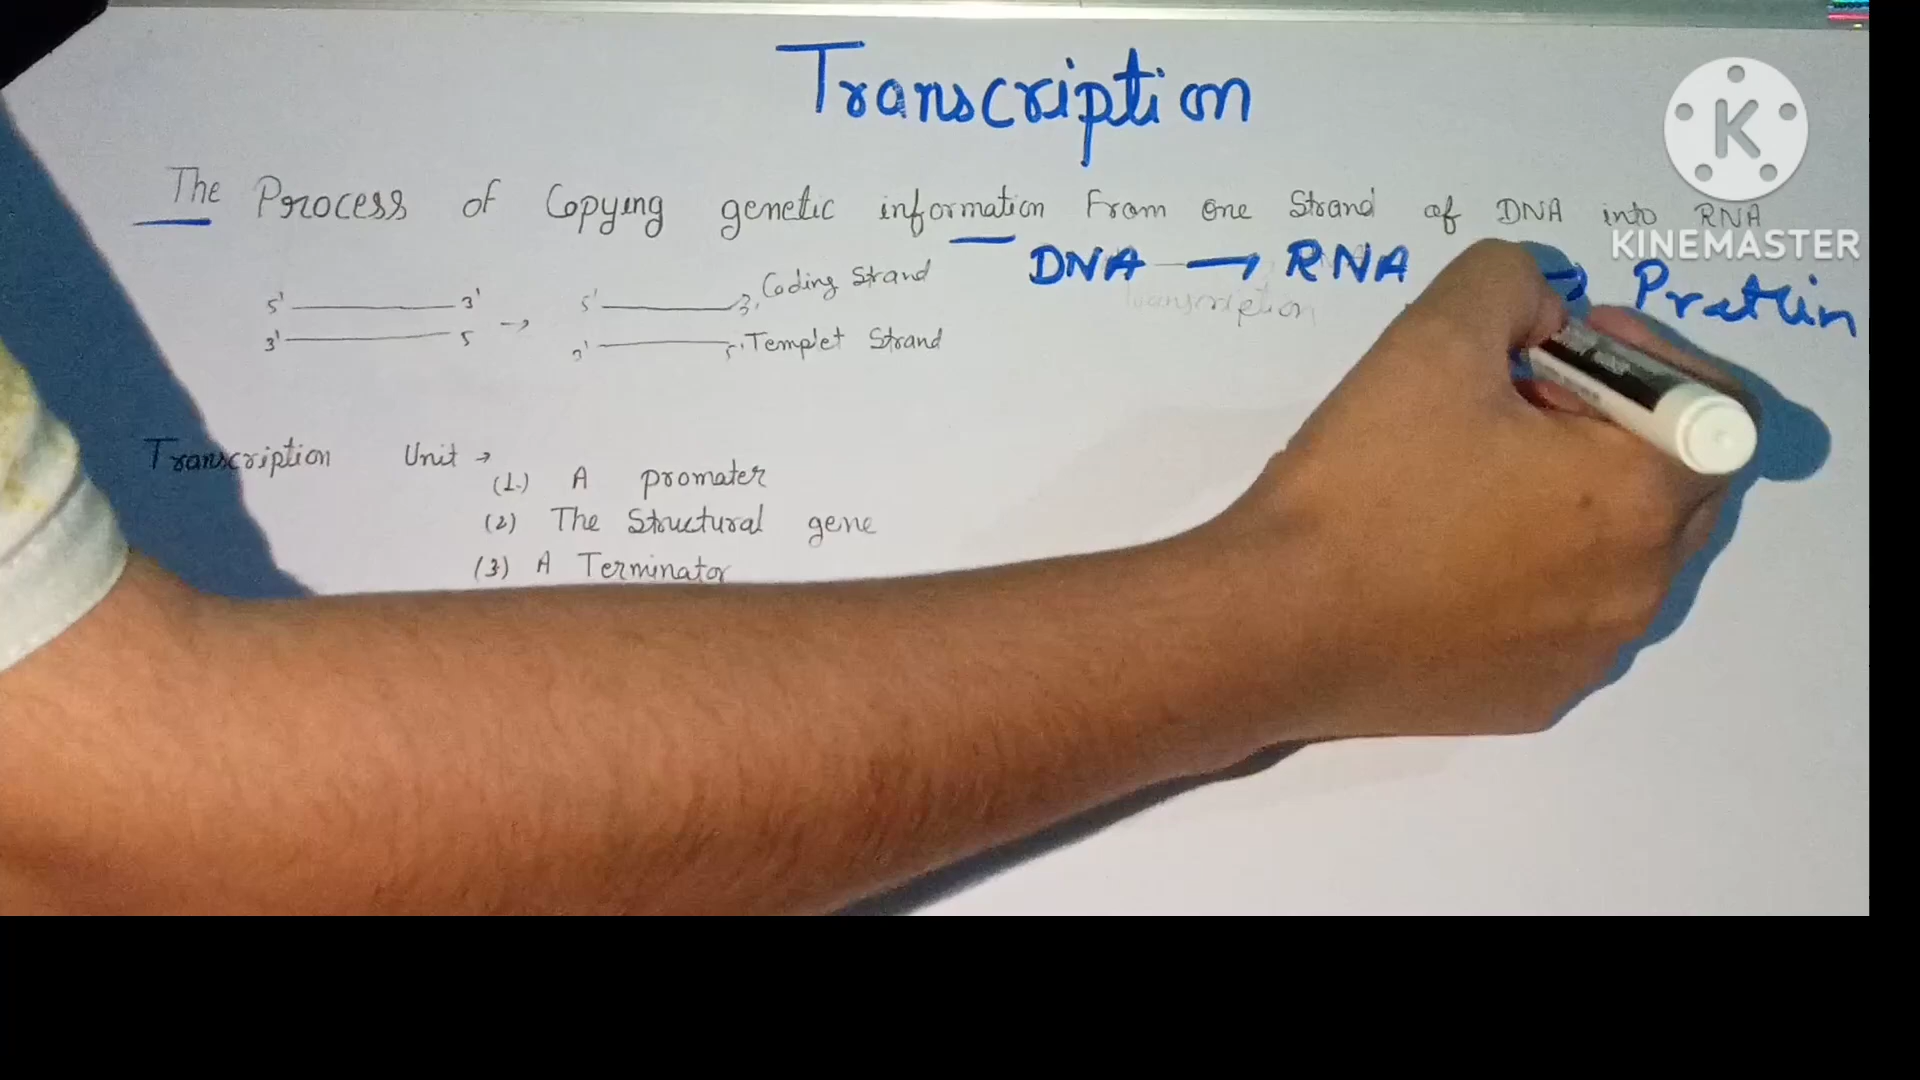 Transcription
The Process of Copying genetic information From one Strand of DNA into RNA
KINEMASTER
DNA → RNA → Protein
transcription
5' 3' → 5' 3' Coding Strand
3' 5 3' 5' Templet Strand
Transcription Unit →
(1.) A promater
(2) The Structural gene
(3) A Terminator